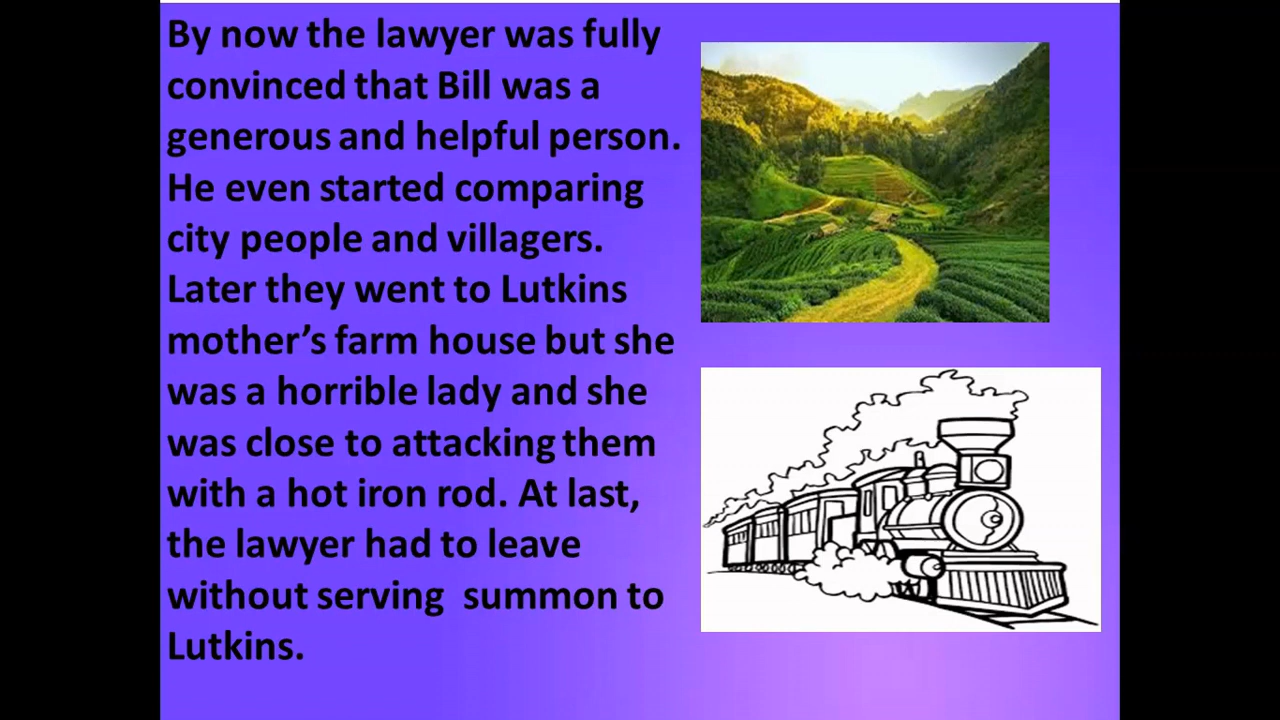 By now the lawyer was fully
convinced that Bill was a
generous and helpful person.
He even started comparing
city people and villagers.
Later they went to Lutkins
mother’s farm house but she
was a horrible lady and she
was close to attacking them
with a hot iron rod. At last,
the lawyer had to leave
without serving  summon to
Lutkins.